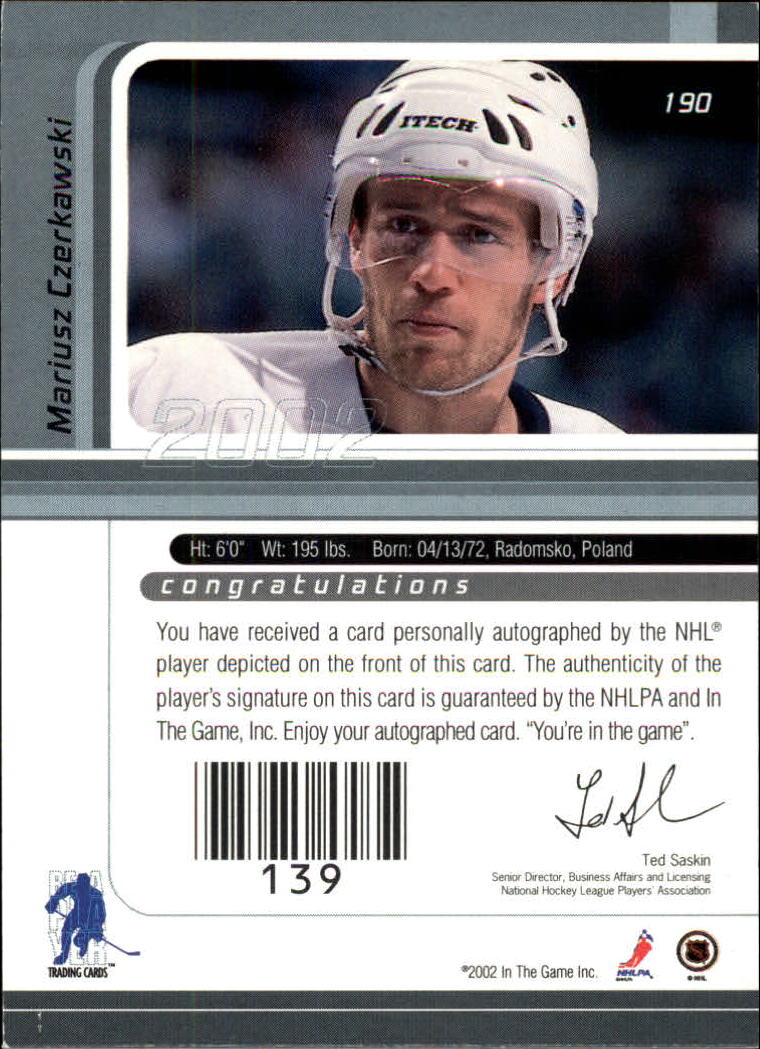 190
ITECH
Mariusz Czerkawski
2002
Ht: 6'0" Wt: 195 lbs. Born: 04/13/72, Radomsko, Poland
congratulations
You have received a card personally autographed by the NHL®
player depicted on the front of this card. The authenticity of the
player's signature on this card is guaranteed by the NHLPA and In
The Game, Inc. Enjoy your autographed card. “You're in the game”.
139
Ted Saskin
Senior Director, Business Affairs and Licensing
National Hockey League Players' Association
BE A
PLAYER
TRADING CARDS™
©2002 In The Game Inc.
NHLPA
© NHL